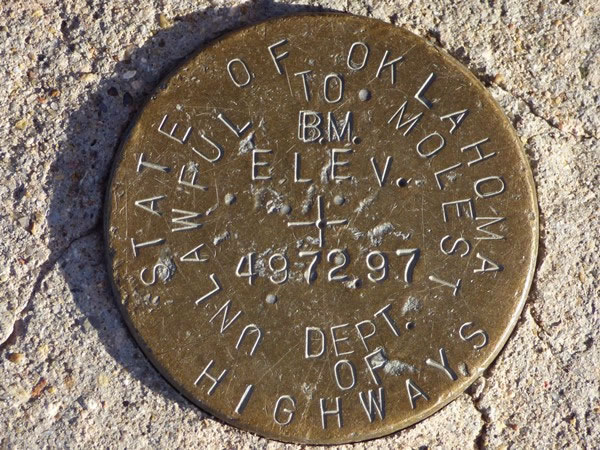 STATE OF OKLAHOMA
UNLAWFUL TO MOLEST
B.M.
ELEV.
4972.97
DEPT.
OF
HIGHWAYS